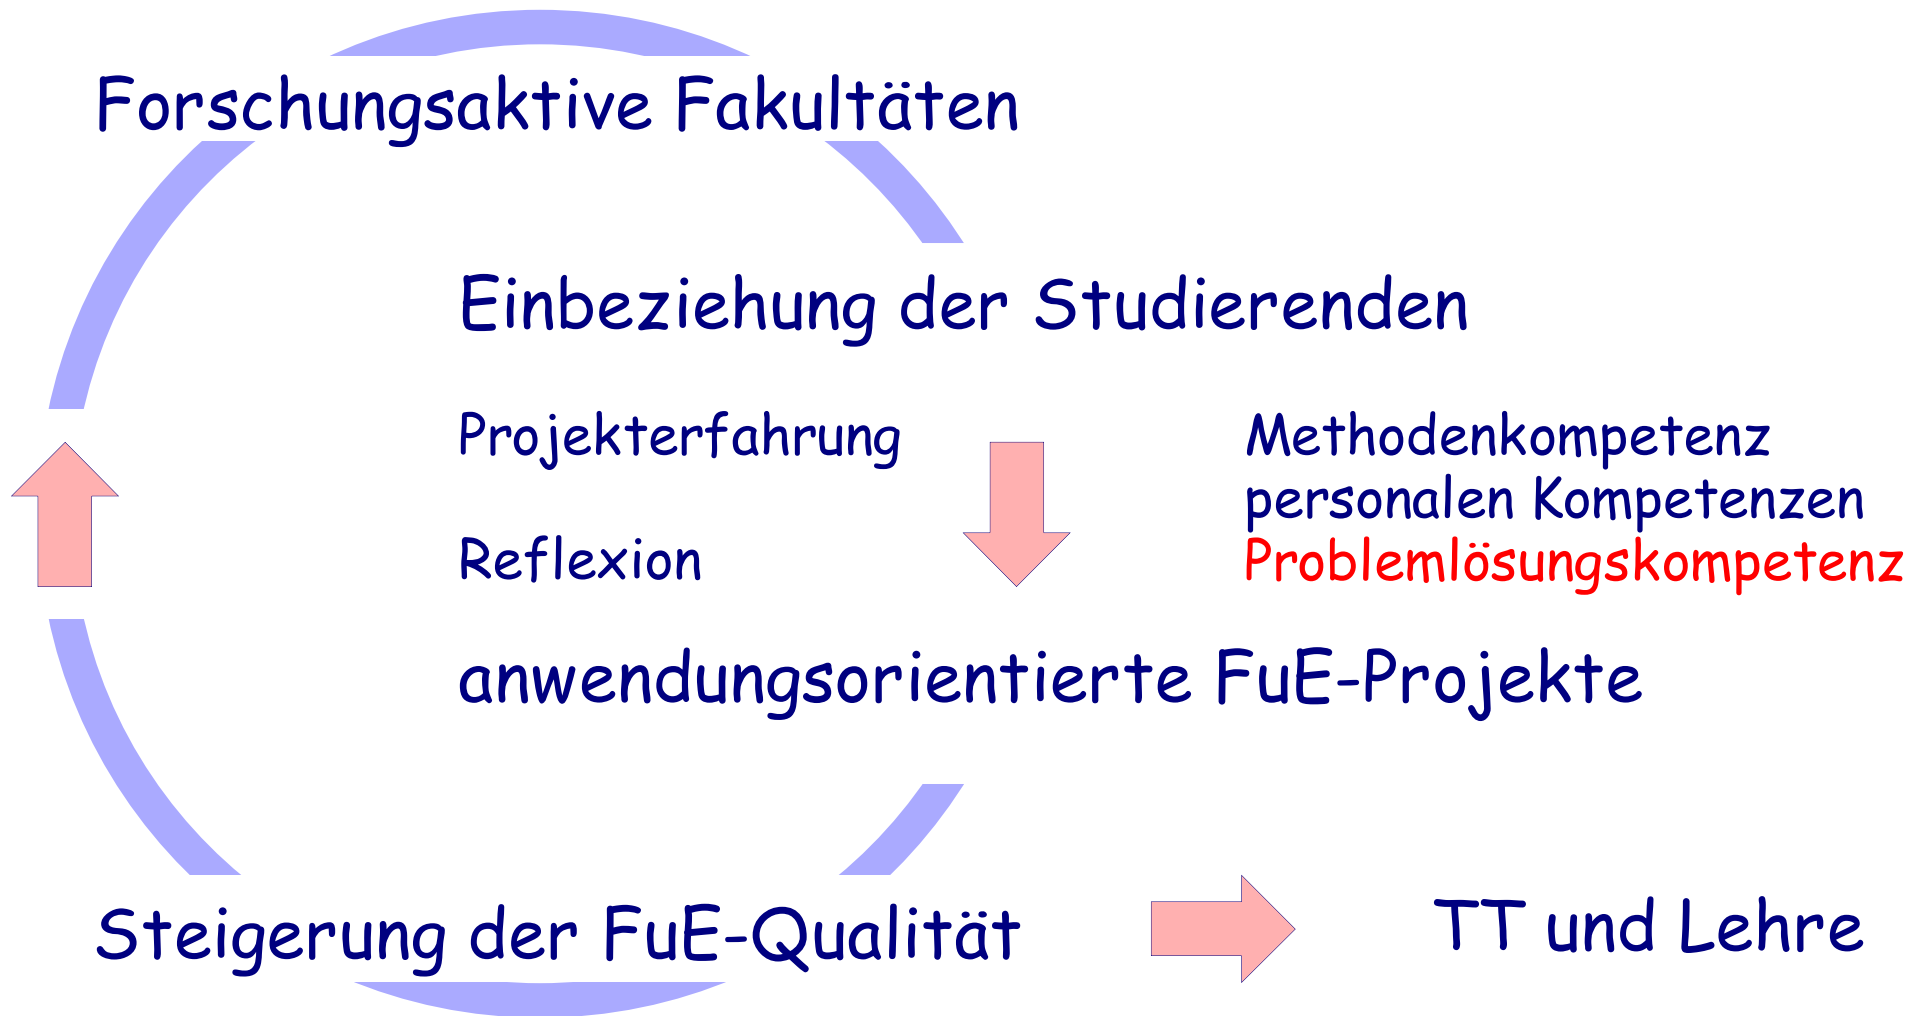 Forschungsaktive Fakultäten
Einbeziehung der Studierenden
Projekterfahrung
Methodenkompetenz
personalen Kompetenzen
Reflexion
Problemlösungskompetenz
anwendungsorientierte FuE-Projekte
Steigerung der FuE-Qualität
TT und Lehre